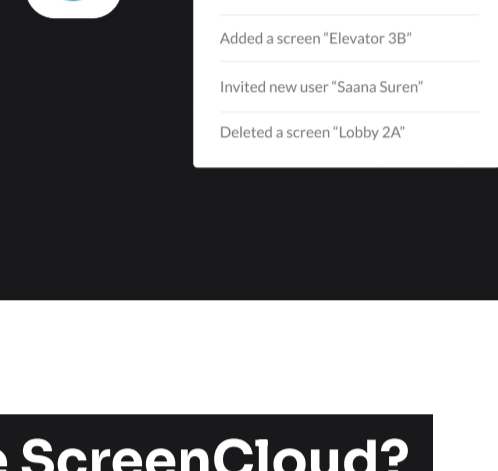 Added a screen “Elevator 3B”
Invited new user “Saana Suren”
Deleted a screen “Lobby 2A”
e ScreenCloud?